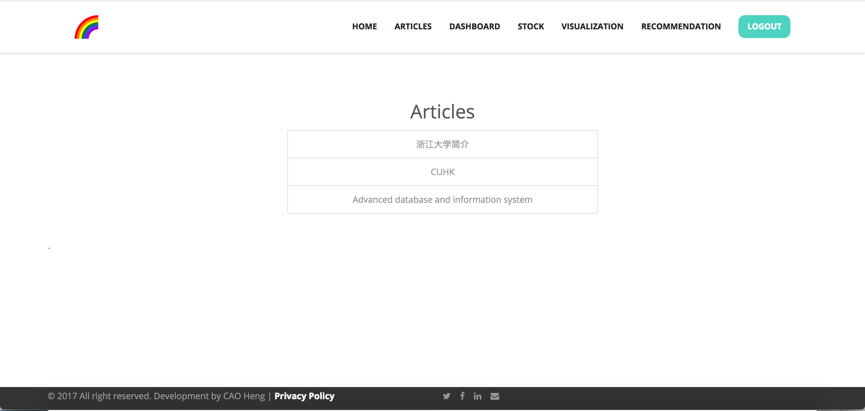 HOME ARTICLES DASHBOARD STOCK VISUALIZATION RECOMMENDATION LOGOUT
Articles
浙江大学簡介
CUHK
Advanced database and information system
.
© 2017 All right reserved. Development by CAO Heng | Privacy Policy